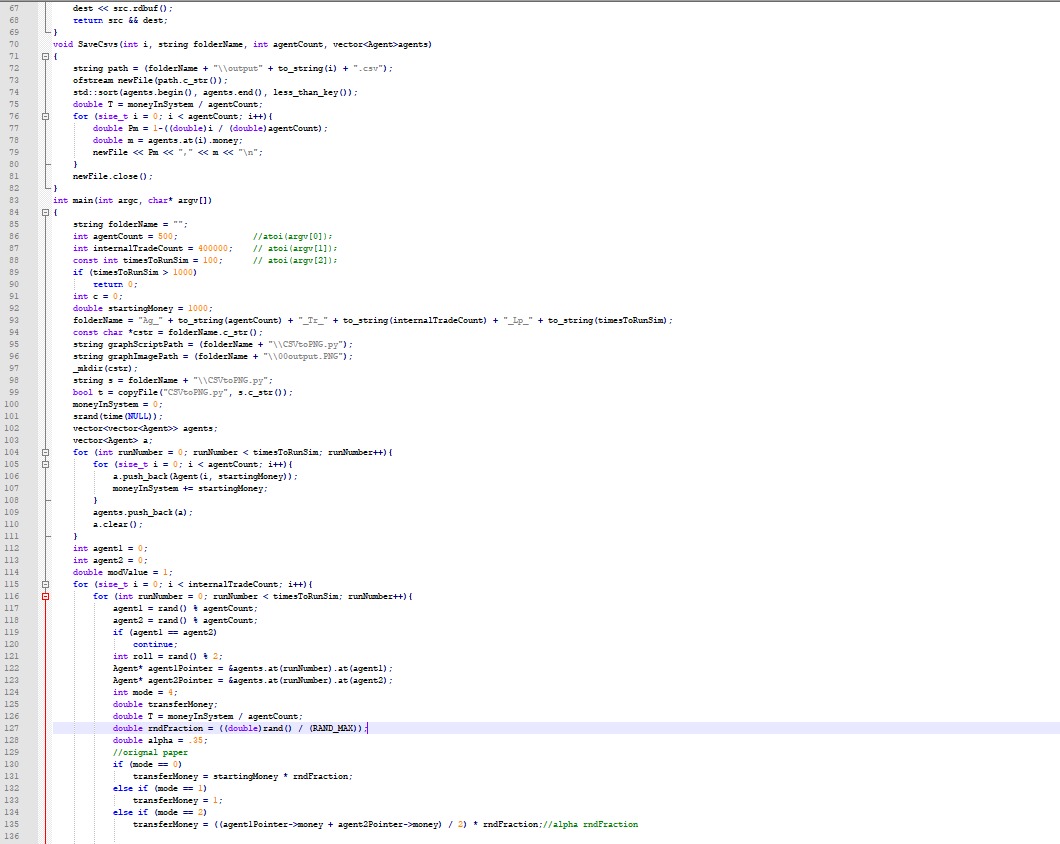 67 dest << src.rdbuf();
68 return src && dest;
69 }
70 void SaveCsvs(int i, string folderName, int agentCount, vector<Agent>agents)
71 {
72 string path = (folderName + "\\output" + to_string(i) + ".csv");
73 ofstream newFile(path.c_str());
74 std::sort(agents.begin(), agents.end(), less_than_key());
75 double T = moneyInSystem / agentCount;
76 for (size_t i = 0; i < agentCount; i++){
77 double Pm = 1-((double)i / (double)agentCount);
78 double m = agents.at(i).money;
79 newFile << Pm << "," << m << "\n";
80 }
81 newFile.close();
82 }
83 int main(int argc, char* argv[])
84 {
85 string folderName = "";
86 int agentCount = 500; //atoi(argv[0]);
87 int internalTradeCount = 400000; // atoi(argv[1]);
88 const int timesToRunSim = 100; // atoi(argv[2]);
89 if (timesToRunSim > 1000)
90 return 0;
91 int c = 0;
92 double startingMoney = 1000;
93 folderName = "Ag_" + to_string(agentCount) + "_Tr_" + to_string(internalTradeCount) + "_Lp_" + to_string(timesToRunSim);
94 const char *cstr = folderName.c_str();
95 string graphScriptPath = (folderName + "\\CSVtoPNG.py");
96 string graphImagePath = (folderName + "\\00output.PNG");
97 _mkdir(cstr);
98 string s = folderName + "\\CSVtoPNG.py";
99 bool t = copyFile("CSVtoPNG.py", s.c_str());
100 moneyInSystem = 0;
101 srand(time(NULL));
102 vector<vector<Agent>> agents;
103 vector<Agent> a;
104 for (int runNumber = 0; runNumber < timesToRunSim; runNumber++){
105 for (size_t i = 0; i < agentCount; i++){
106 a.push_back(Agent(i, startingMoney));
107 moneyInSystem += startingMoney;
108 }
109 agents.push_back(a);
110 a.clear();
111 }
112 int agent1 = 0;
113 int agent2 = 0;
114 double modValue = 1;
115 for (size_t i = 0; i < internalTradeCount; i++){
116 for (int runNumber = 0; runNumber < timesToRunSim; runNumber++){
117 agent1 = rand() % agentCount;
118 agent2 = rand() % agentCount;
119 if (agent1 == agent2)
120 continue;
121 int roll = rand() % 2;
122 Agent* agent1Pointer = &agents.at(runNumber).at(agent1);
123 Agent* agent2Pointer = &agents.at(runNumber).at(agent2);
124 int mode = 4;
125 double transferMoney;
126 double T = moneyInSystem / agentCount;
127 double rndFraction = ((double)rand() / (RAND_MAX));
128 double alpha = .35;
129 //orignal paper
130 if (mode == 0)
131 transferMoney = startingMoney * rndFraction;
132 else if (mode == 1)
133 transferMoney = 1;
134 else if (mode == 2)
135 transferMoney = ((agent1Pointer->money + agent2Pointer->money) / 2) * rndFraction;//alpha rndFraction
136